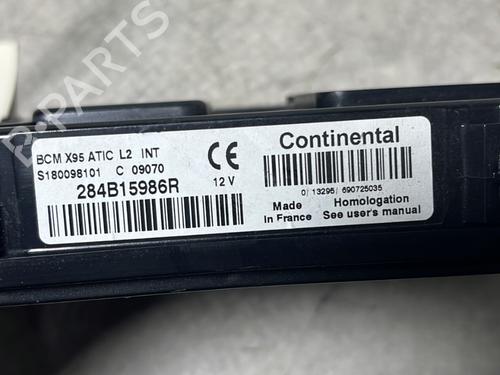 BCM X95 ATIC L2 INT
S180098101 C 09070
284B15986R
CE
12 V
Continental
0/13295/690725035
Made in France
Homologation
See user's manual
B-PARTS